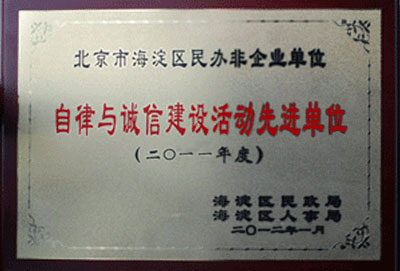 北京市海淀区民办非企业单位
自律与诚信建设活动先进单位
(二〇一一年度)
海淀区民政局
海淀区人事局
二〇一二年一月